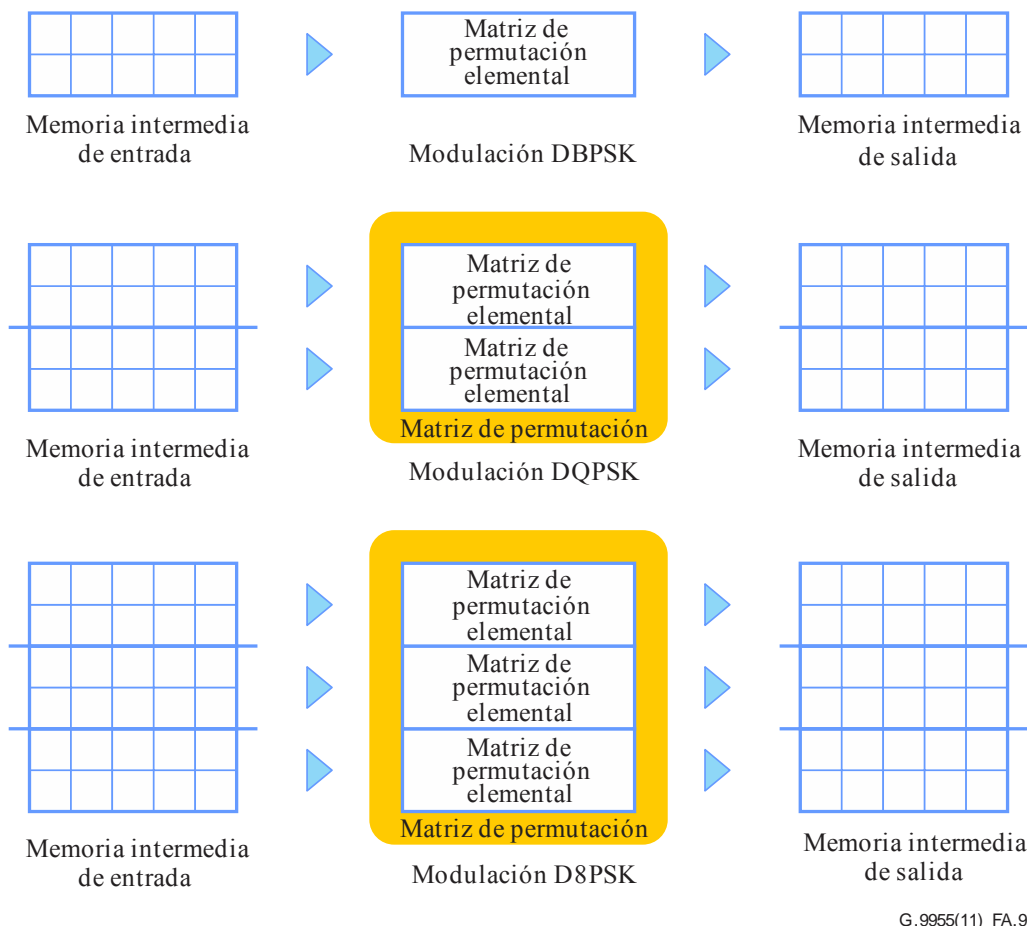 Matriz de
permutación
elemental
Memoria intermedia
de entrada
Modulación DBPSK
Memoria intermedia
de salida
Matriz de
permutación
elemental
Matriz de
permutación
elemental
Matriz de permutación
Memoria intermedia
de entrada
Modulación DQPSK
Memoria intermedia
de salida
Matriz de
permutación
elemental
Matriz de
permutación
elemental
Matriz de
permutación
elemental
Matriz de permutación
Memoria intermedia
de entrada
Modulación D8PSK
Memoria intermedia
de salida
G.9955(11)_FA.9